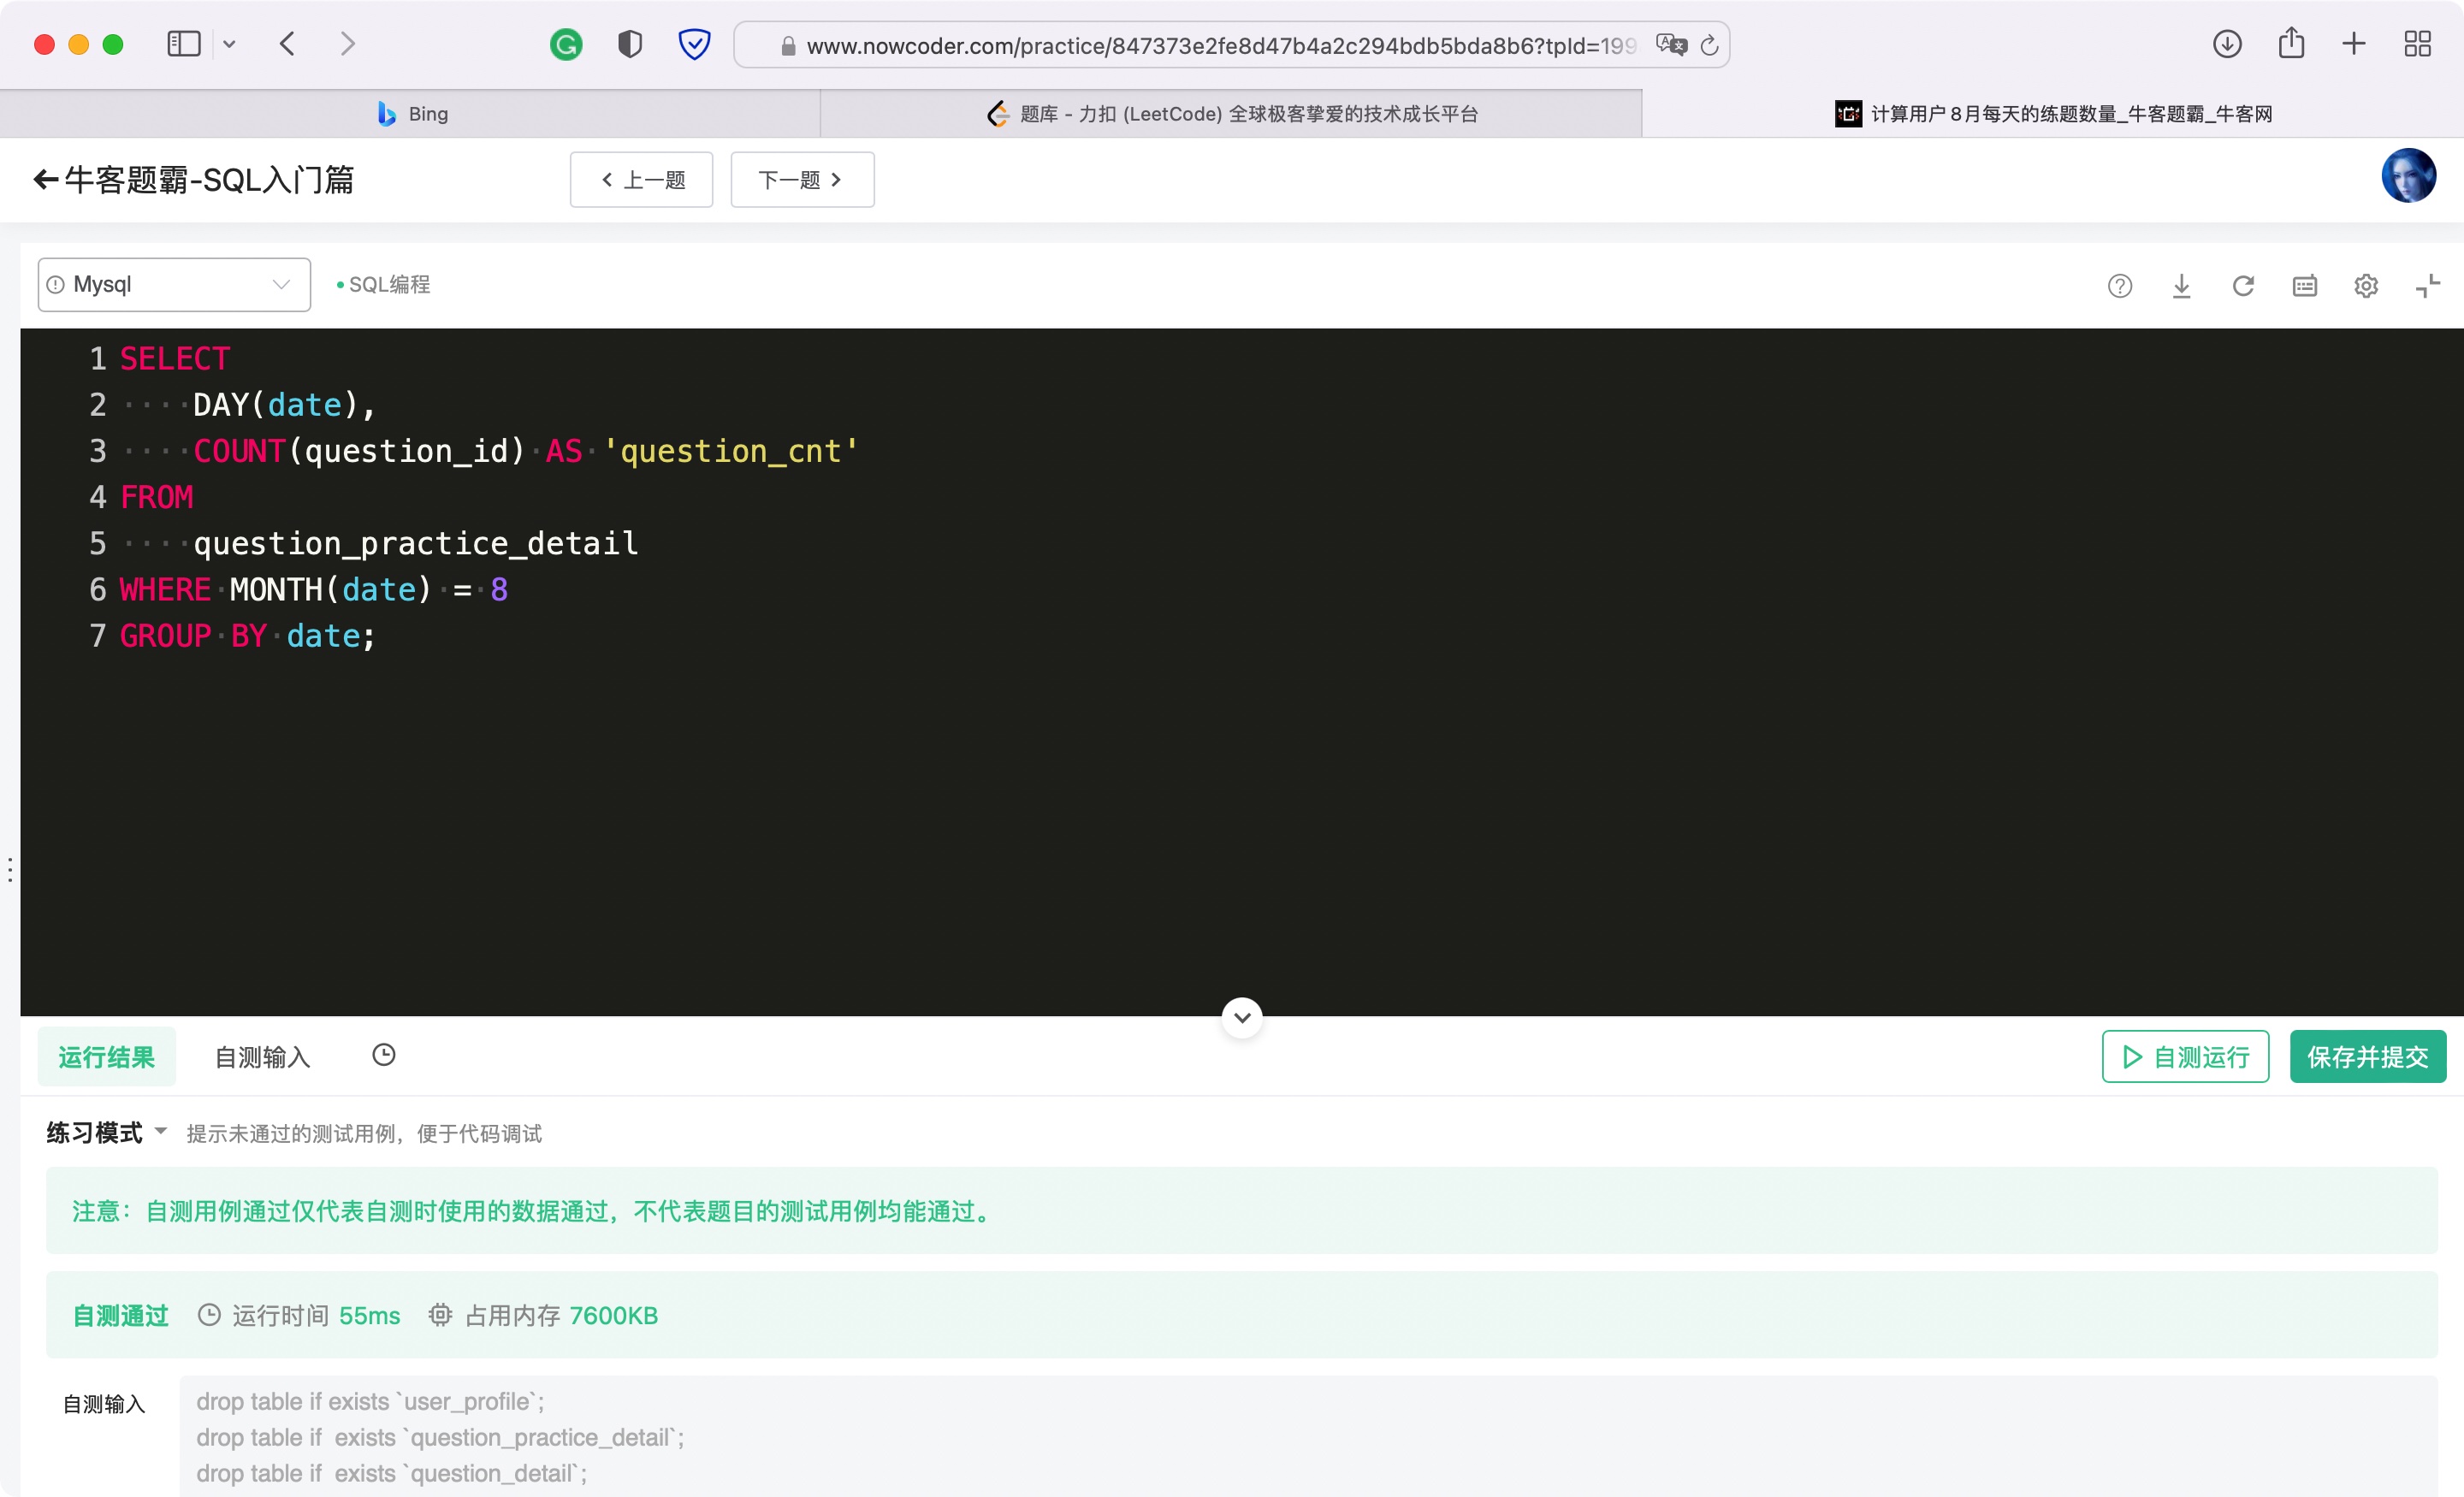 www.nowcoder.com/practice/847373e2fe8d47b4a2c294bdb5bda8b6?tpId=199
Bing
题库 - 力扣 (LeetCode) 全球极客挚爱的技术成长平台
计算用户8月每天的练题数量_牛客题霸_牛客网
牛客题霸-SQL入门篇
上一题
下一题
Mysql
SQL编程
1 SELECT
2 ····DAY(date),
3 ····COUNT(question_id)·AS·'question_cnt'
4 FROM
5 ····question_practice_detail
6 WHERE·MONTH(date)·=·8
7 GROUP·BY·date;
运行结果
自测输入
自测运行
保存并提交
练习模式 提示未通过的测试用例，便于代码调试
注意：自测用例通过仅代表自测时使用的数据通过，不代表题目的测试用例均能通过。
自测通过 运行时间 55ms 占用内存 7600KB
自测输入
drop table if exists `user_profile`;
drop table if  exists `question_practice_detail`;
drop table if  exists `question_detail`;